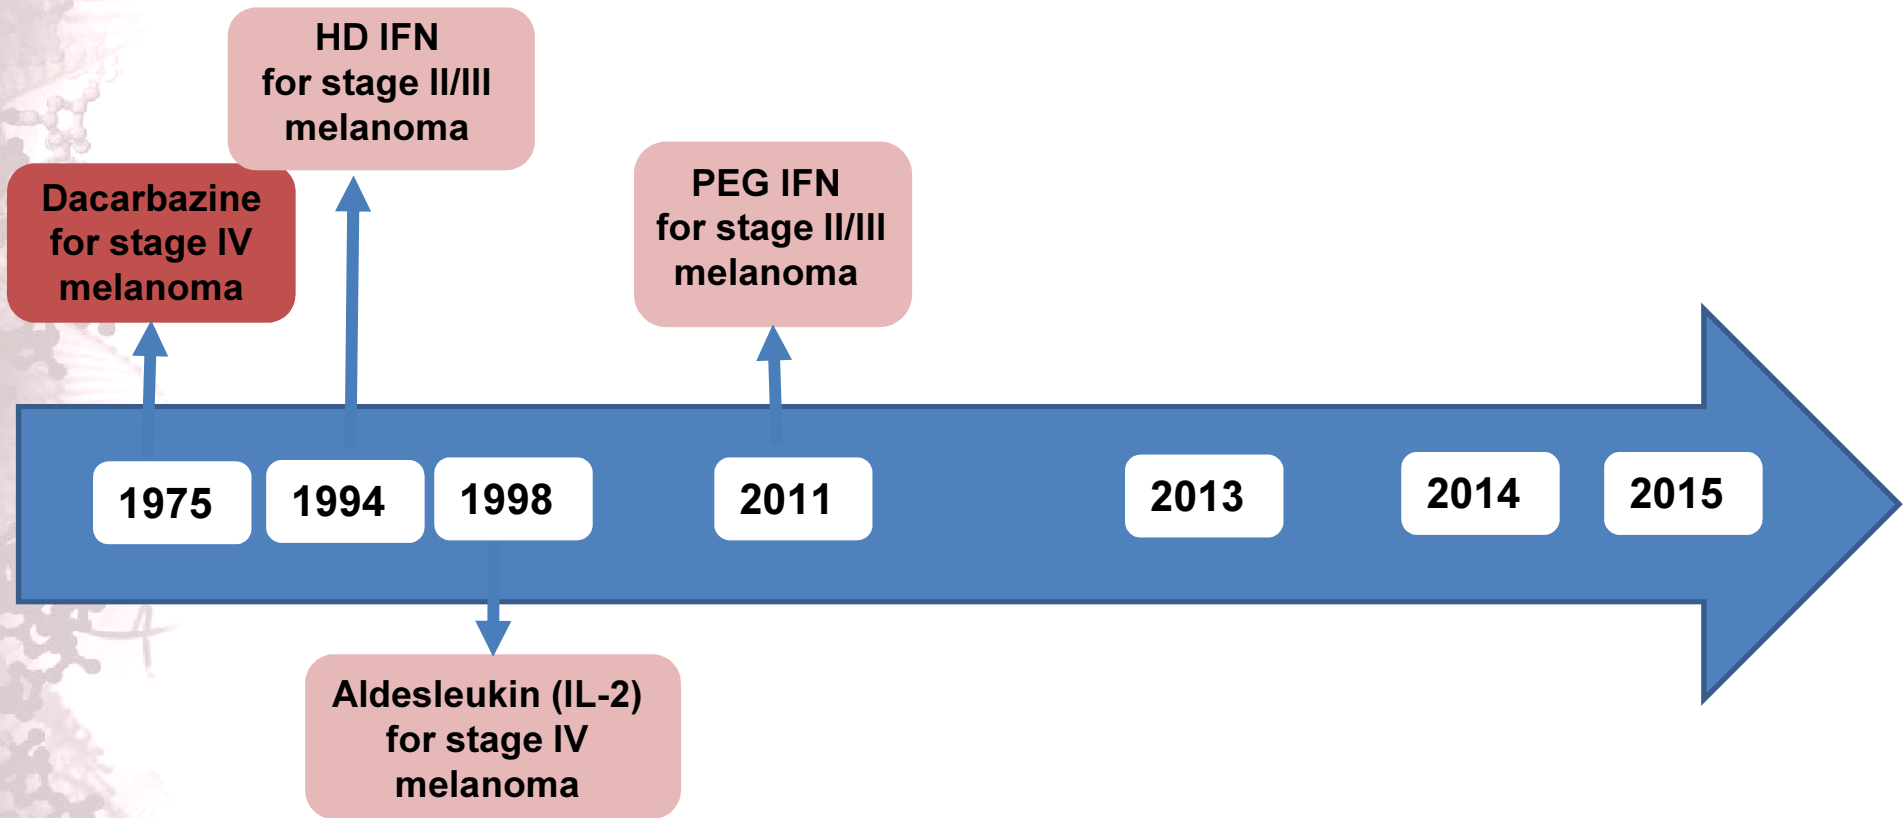 HD IFN
for stage II/III
melanoma
Dacarbazine
for stage IV
melanoma
PEG IFN
for stage II/III
melanoma
1975
1994
1998
2011
2013
2014
2015
Aldesleukin (IL-2)
for stage IV
melanoma